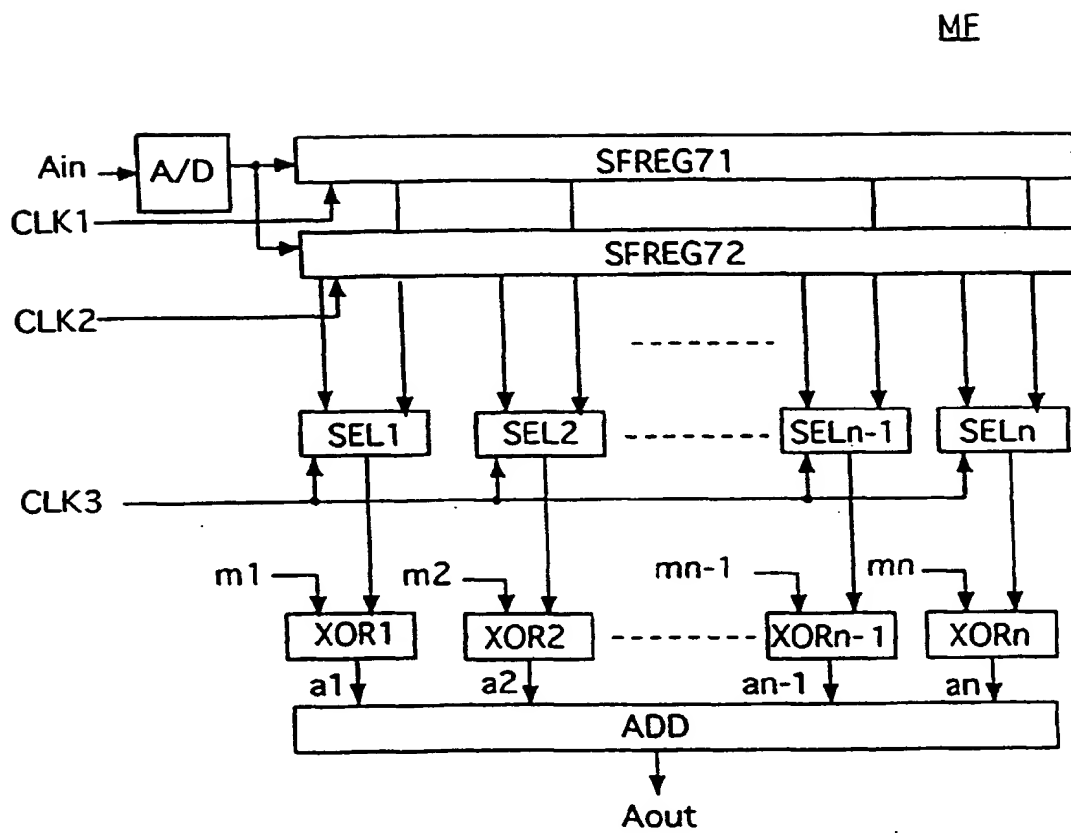 MF
Ain
A/D
SFREG71
CLK1
SFREG72
CLK2
SEL1 SEL2 SELn-1 SELn
CLK3
m1 m2 mn-1 mn
XOR1 XOR2 XORn-1 XORn
a1 a2 an-1 an
ADD
Aout